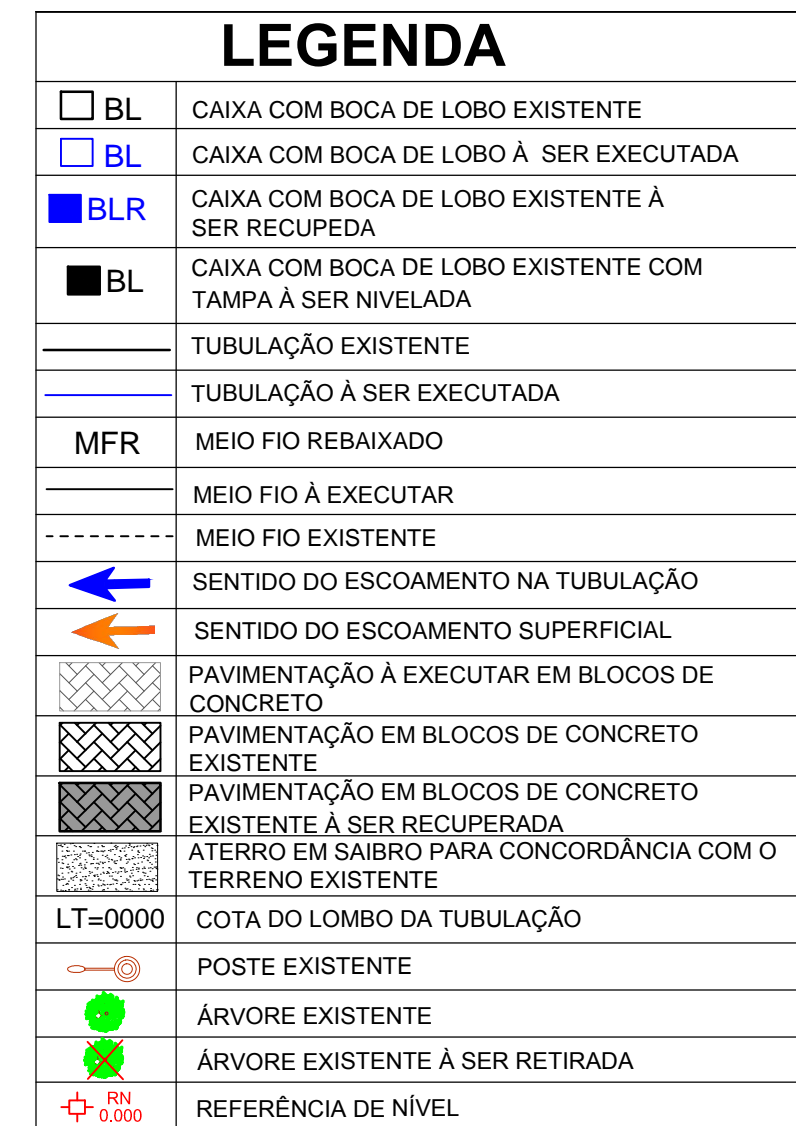 LEGENDA
BL CAIXA COM BOCA DE LOBO EXISTENTE
BL CAIXA COM BOCA DE LOBO À SER EXECUTADA
BLR CAIXA COM BOCA DE LOBO EXISTENTE À
SER RECUPEDA
BL CAIXA COM BOCA DE LOBO EXISTENTE COM
TAMPA À SER NIVELADA
TUBULAÇÃO EXISTENTE
TUBULAÇÃO À SER EXECUTADA
MFR MEIO FIO REBAIXADO
MEIO FIO À EXECUTAR
MEIO FIO EXISTENTE
SENTIDO DO ESCOAMENTO NA TUBULAÇÃO
SENTIDO DO ESCOAMENTO SUPERFICIAL
PAVIMENTAÇÃO À EXECUTAR EM BLOCOS DE
CONCRETO
PAVIMENTAÇÃO EM BLOCOS DE CONCRETO
EXISTENTE
PAVIMENTAÇÃO EM BLOCOS DE CONCRETO
EXISTENTE À SER RECUPERADA
ATERRO EM SAIBRO PARA CONCORDÂNCIA COM O
TERRENO EXISTENTE
LT=0000 COTA DO LOMBO DA TUBULAÇÃO
POSTE EXISTENTE
ÁRVORE EXISTENTE
ÁRVORE EXISTENTE À SER RETIRADA
RN
0.000 REFERÊNCIA DE NÍVEL